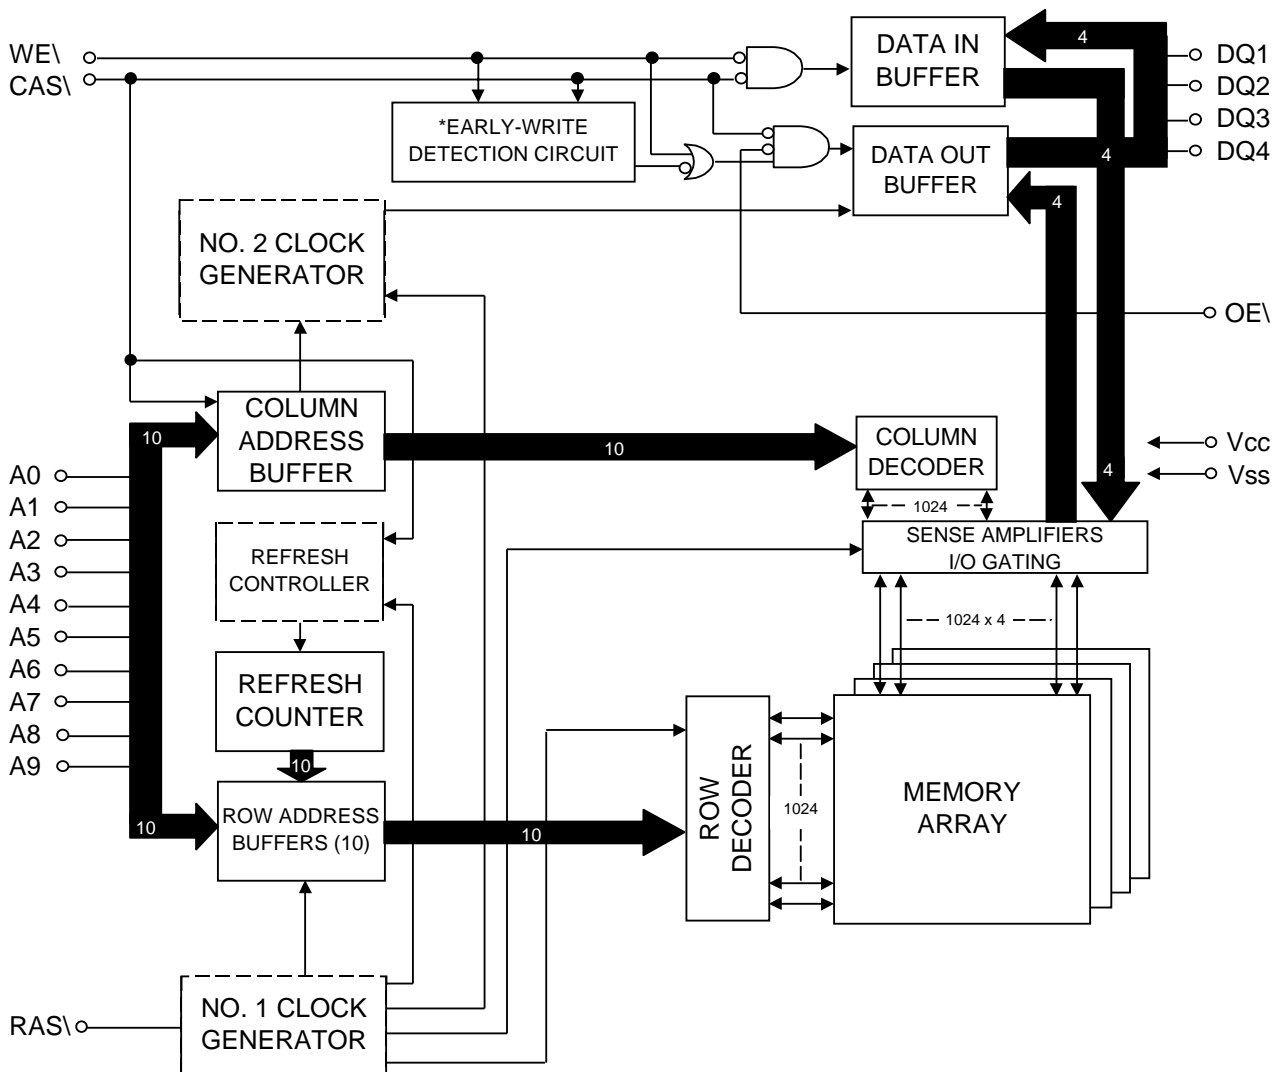 WE\
CAS\
*EARLY-WRITE
DETECTION CIRCUIT
DATA IN
BUFFER
4
DQ1
DQ2
DQ3
DQ4
DATA OUT
BUFFER
4
4
NO. 2 CLOCK
GENERATOR
OE\
COLUMN
ADDRESS
BUFFER
10
10
COLUMN
DECODER
4
Vcc
Vss
1024
SENSE AMPLIFIERS
I/O GATING
1024 x 4
A0
A1
A2
A3
A4
A5
A6
A7
A8
A9
REFRESH
CONTROLLER
REFRESH
COUNTER
10
10
ROW ADDRESS
BUFFERS (10)
10
ROW
DECODER
1024
MEMORY
ARRAY
RAS\
NO. 1 CLOCK
GENERATOR